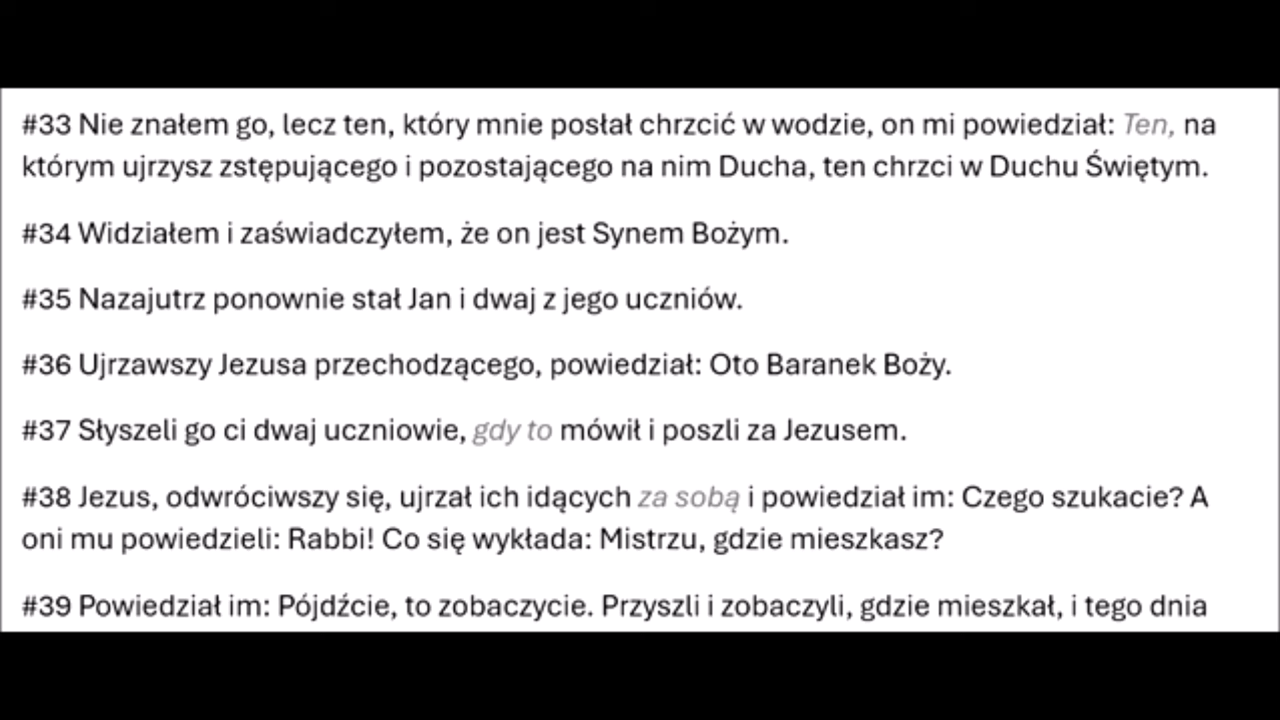 #33 Nie znałem go, lecz ten, który mnie posłał chrzcić w wodzie, on mi powiedział: Ten, na
którym ujrzysz zstępującego i pozostającego na nim Ducha, ten chrzci w Duchu Świętym.
#34 Widziałem i zaświadczyłem, że on jest Synem Bożym.
#35 Nazajutrz ponownie stał Jan i dwaj z jego uczniów.
#36 Ujrzawszy Jezusa przechodzącego, powiedział: Oto Baranek Boży.
#37 Słyszeli go ci dwaj uczniowie, gdy to mówił i poszli za Jezusem.
#38 Jezus, odwróciwszy się, ujrzał ich idących za sobą i powiedział im: Czego szukacie? A
oni mu powiedzieli: Rabbi! Co się wykłada: Mistrzu, gdzie mieszkasz?
#39 Powiedział im: Pójdźcie, to zobaczycie. Przyszli i zobaczyli, gdzie mieszkał, i tego dnia